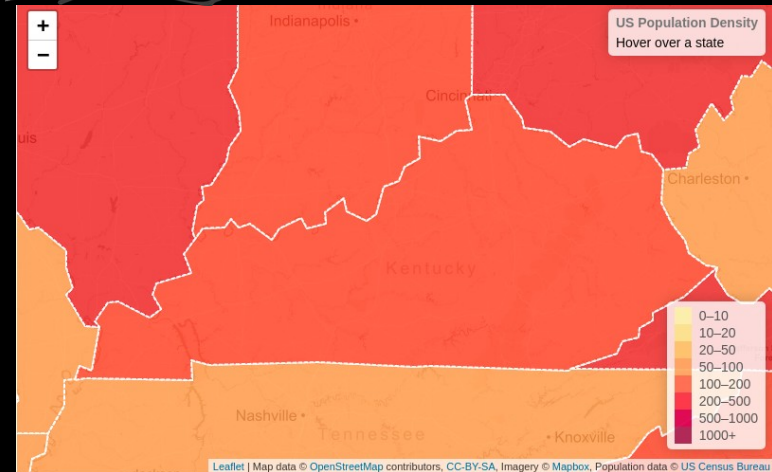 +
−
US Population Density
Hover over a state
Indianapolis
Cincinnati
uis
Charleston
Kentucky
Nashville
Tennessee
Knoxville
0–10
10–20
20–50
50–100
100–200
200–500
500–1000
1000+
Leaflet | Map data © OpenStreetMap contributors, CC-BY-SA, Imagery © Mapbox, Population data © US Census Bureau